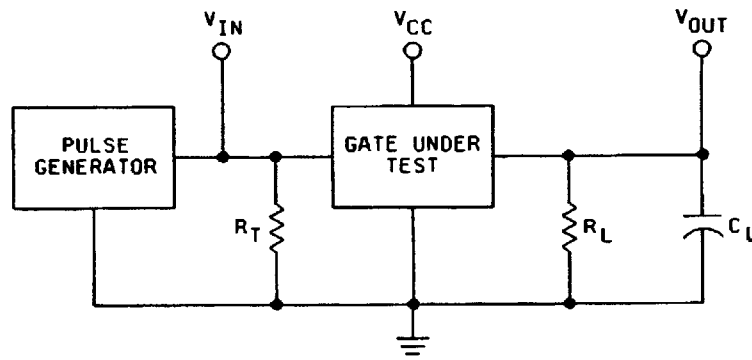 VIN
VCC
VOUT
PULSE
GENERATOR
GATE UNDER
TEST
RT
RL
CL